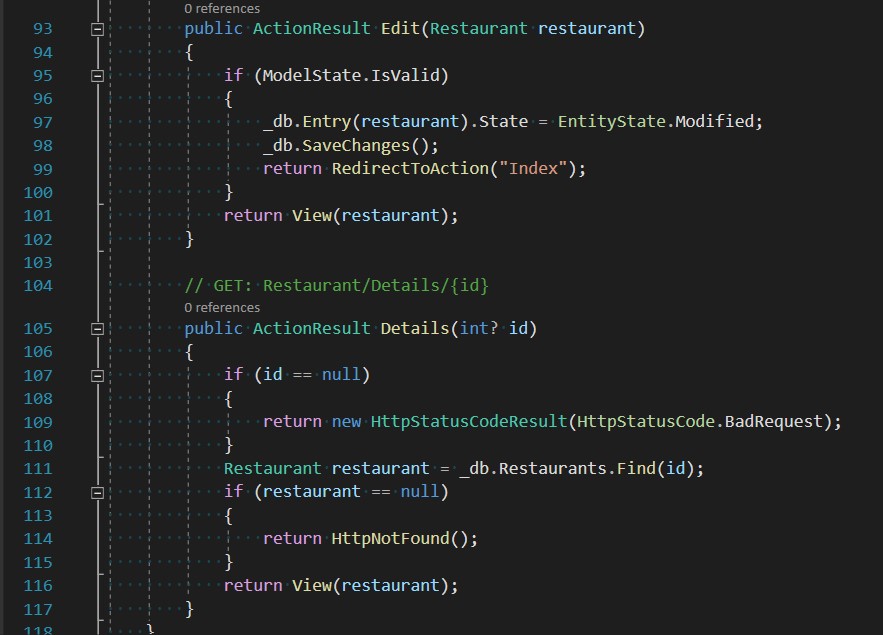 0 references
93 public ActionResult Edit(Restaurant restaurant)
94 {
95 if (ModelState.IsValid)
96 {
97 _db.Entry(restaurant).State = EntityState.Modified;
98 _db.SaveChanges();
99 return RedirectToAction("Index");
100 }
101 return View(restaurant);
102 }
103
104 // GET: Restaurant/Details/{id}
0 references
105 public ActionResult Details(int? id)
106 {
107 if (id == null)
108 {
109 return new HttpStatusCodeResult(HttpStatusCode.BadRequest);
110 }
111 Restaurant restaurant = _db.Restaurants.Find(id);
112 if (restaurant == null)
113 {
114 return HttpNotFound();
115 }
116 return View(restaurant);
117 }
118 }